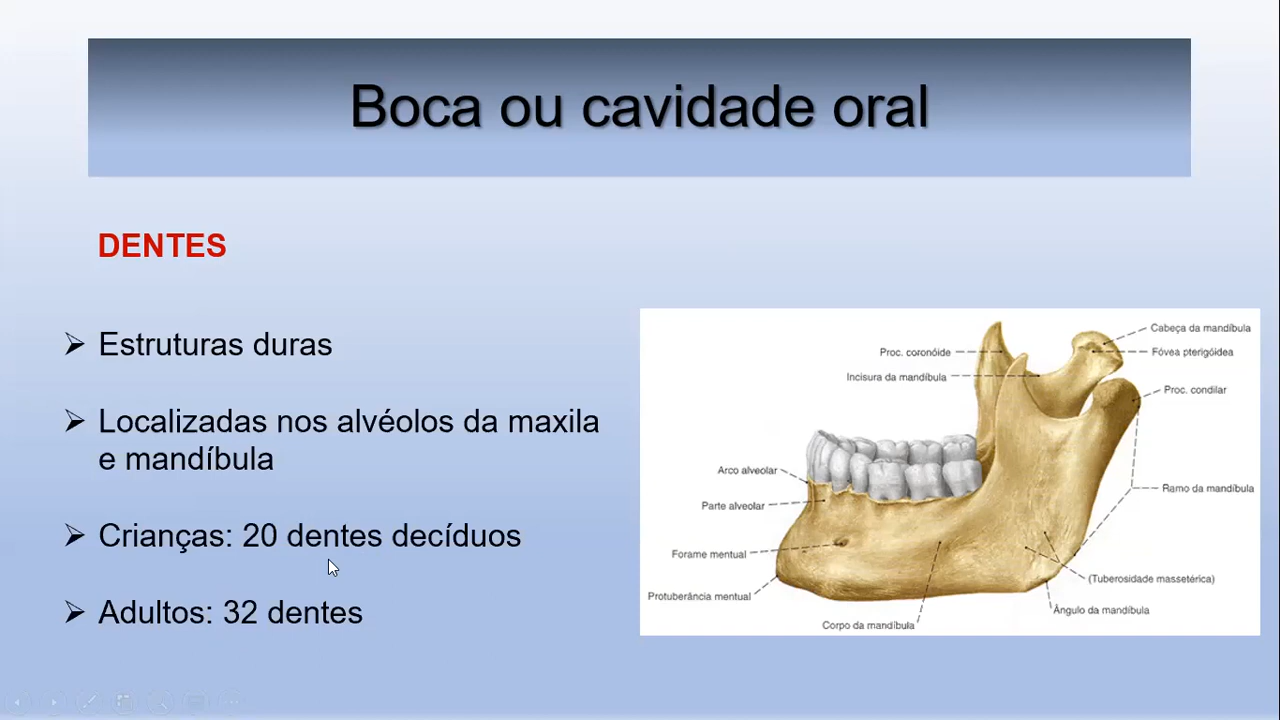 Boca ou cavidade oral
DENTES
Estruturas duras
Localizadas nos alvéolos da maxila
e mandíbula
Crianças: 20 dentes decíduos
Adultos: 32 dentes
Cabeça da mandíbula
Proc. coronóide
Fóvea pterigóidea
Incisura da mandíbula
Proc. condilar
Arco alveolar
Ramo da mandíbula
Parte alveolar
Forame mentual
(Tuberosidade massetérica)
Protuberância mentual
Ângulo da mandíbula
Corpo da mandíbula